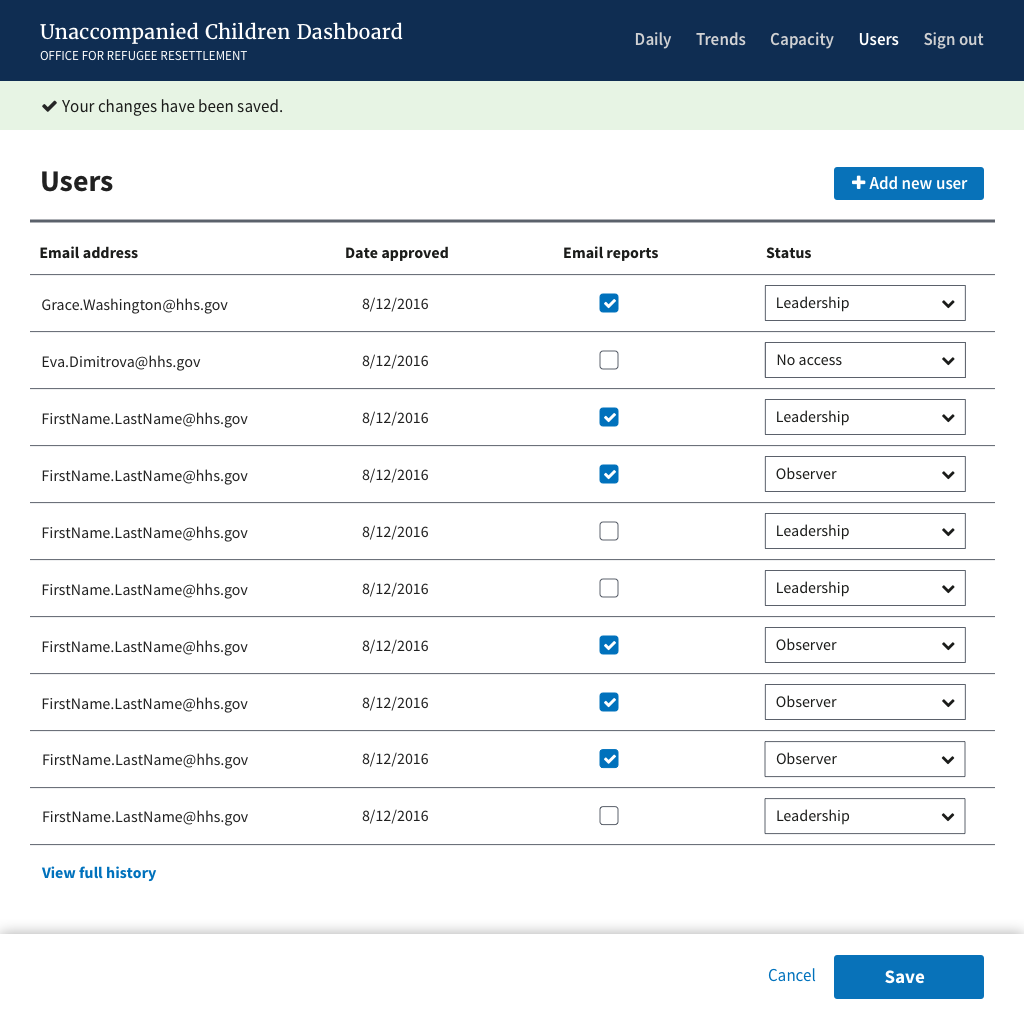 Unaccompanied Children Dashboard
OFFICE FOR REFUGEE RESETTLEMENT
Daily Trends Capacity Users Sign out
Your changes have been saved.
Users
Add new user
Email address Date approved Email reports Status
Grace.Washington@hhs.gov 8/12/2016 Leadership
Eva.Dimitrova@hhs.gov 8/12/2016 No access
FirstName.LastName@hhs.gov 8/12/2016 Leadership
FirstName.LastName@hhs.gov 8/12/2016 Observer
FirstName.LastName@hhs.gov 8/12/2016 Leadership
FirstName.LastName@hhs.gov 8/12/2016 Leadership
FirstName.LastName@hhs.gov 8/12/2016 Observer
FirstName.LastName@hhs.gov 8/12/2016 Observer
FirstName.LastName@hhs.gov 8/12/2016 Observer
FirstName.LastName@hhs.gov 8/12/2016 Leadership
View full history
Cancel Save